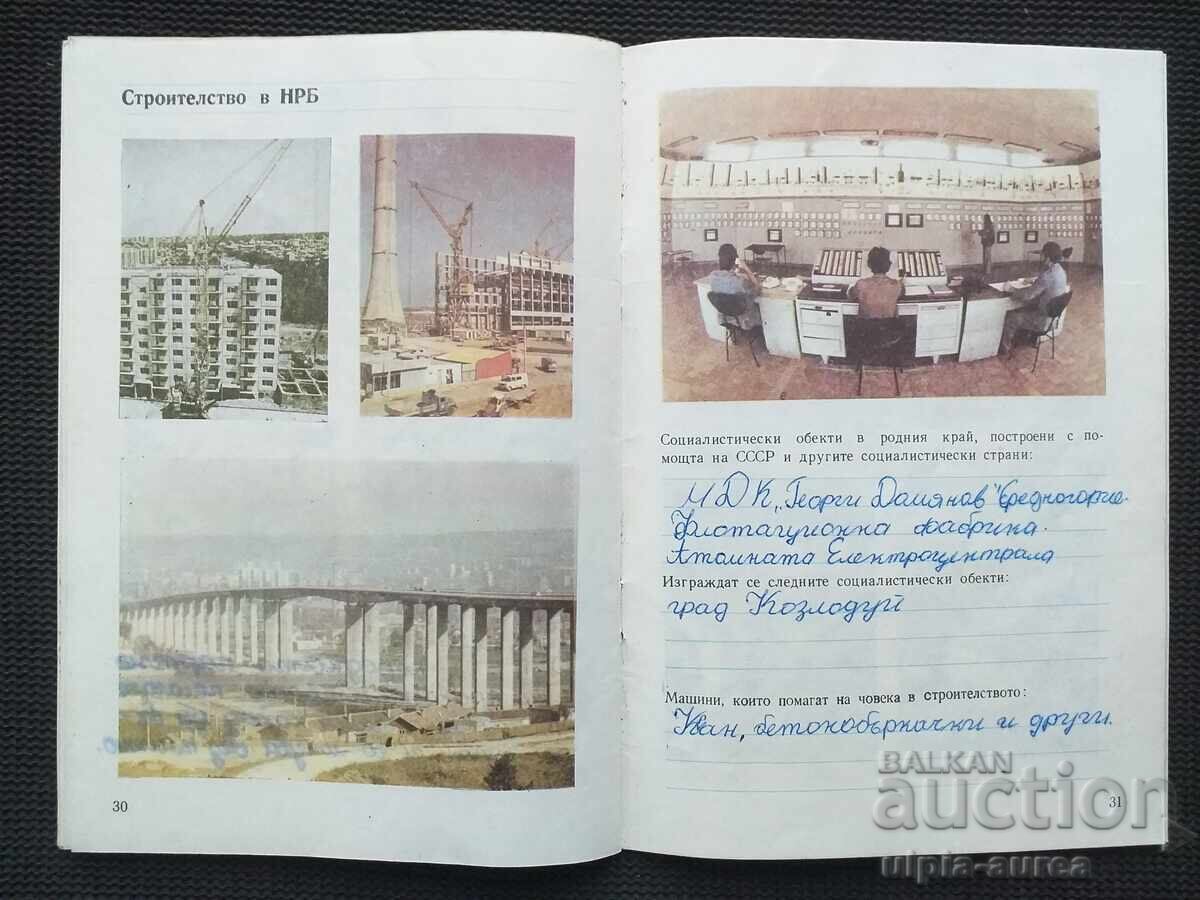 Строителство в НРБ
30
Социалистически обекти в родния край, построени с по-
мощта на СССР и другите социалистически страни:
МДК „Георги Дамянов" Средногорие.
Флотационна фабрика.
Атомната Електроцентрала
Изграждат се следните социалистически обекти:
град Козлодуй
Машини, които помагат на човека в строителството:
Кран, бетонобъркачки и други.
31
BALKAN
auction
ulpia-aurea